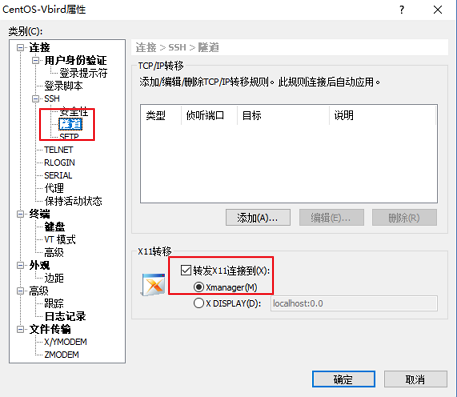 CentOS-Vbird属性
类别(C):
连接
用户身份验证
登录提示符
登录脚本
SSH
安全性
隧道
SFTP
TELNET
RLOGIN
SERIAL
代理
保持活动状态
终端
键盘
VT 模式
高级
外观
边距
高级
跟踪
日志记录
文件传输
X/YMODEM
ZMODEM
连接 > SSH > 隧道
TCP/IP转移
添加/编辑/删除TCP/IP转移规则。此规则连接后自动应用。
类型 侦听端口 目标 说明
添加(A)... 编辑(E)... 删除(R)
X11转移
转发X11连接到(X):
Xmanager(M)
X DISPLAY(D): localhost:0.0
确定 取消